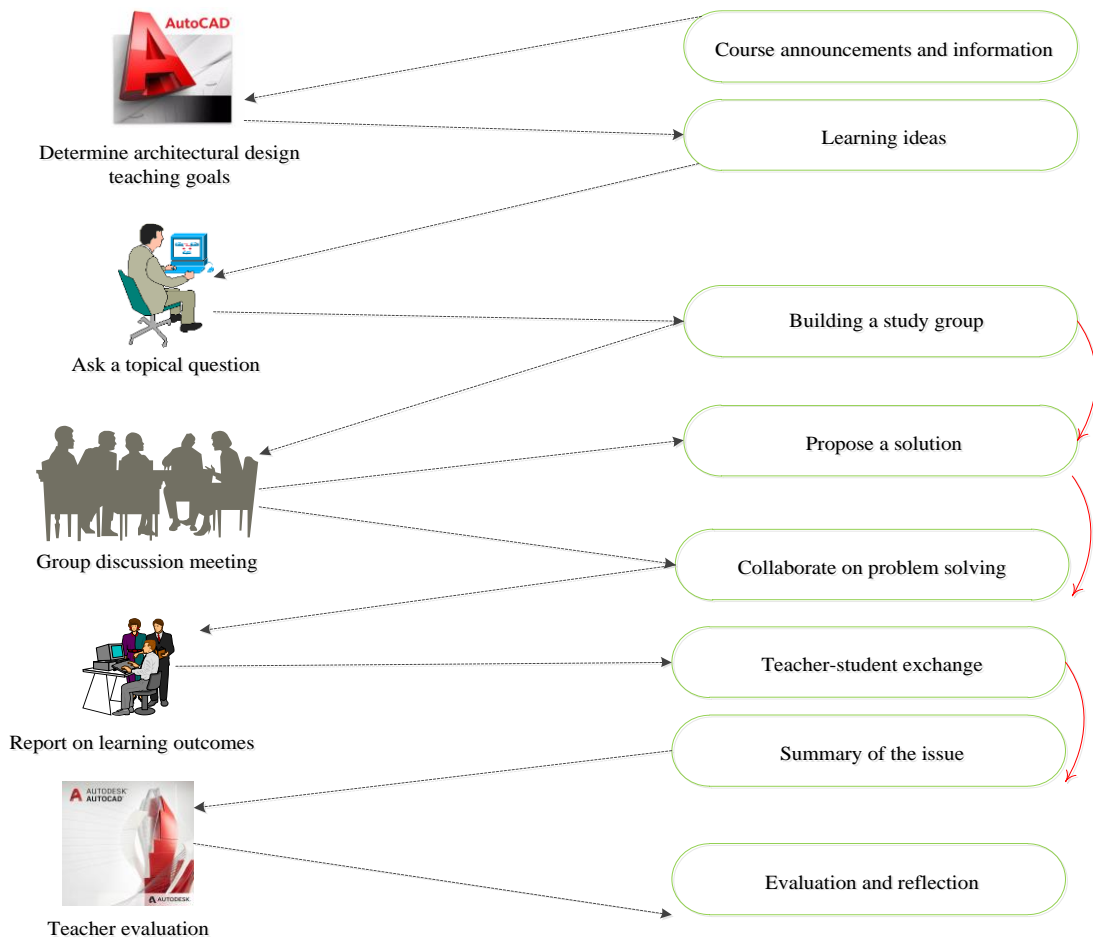 AutoCAD
Course announcements and information
Learning ideas
Determine architectural design
teaching goals
Building a study group
Ask a topical question
Propose a solution
Group discussion meeting
Collaborate on problem solving
Teacher-student exchange
Report on learning outcomes
Summary of the issue
AUTODESK
AUTOCAD
AUTODESK
Evaluation and reflection
Teacher evaluation